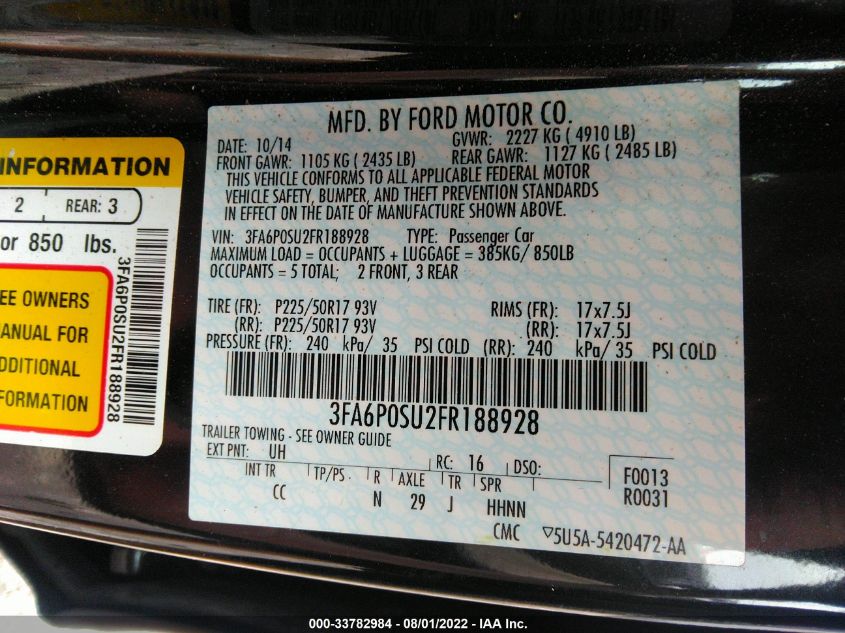 MFD. BY FORD MOTOR CO.
DATE: 10/14 GVWR: 2227 KG ( 4910 LB)
FRONT GAWR: 1105 KG ( 2435 LB) REAR GAWR: 1127 KG ( 2485 LB)
THIS VEHICLE CONFORMS TO ALL APPLICABLE FEDERAL MOTOR
VEHICLE SAFETY, BUMPER, AND THEFT PREVENTION STANDARDS
IN EFFECT ON THE DATE OF MANUFACTURE SHOWN ABOVE.
VIN: 3FA6P0SU2FR188928 TYPE: Passenger Car
MAXIMUM LOAD = OCCUPANTS + LUGGAGE = 385KG/ 850LB
OCCUPANTS = 5 TOTAL; 2 FRONT, 3 REAR
TIRE (FR): P225/50R17 93V RIMS (FR): 17x7.5J
(RR): P225/50R17 93V (RR): 17x7.5J
PRESSURE (FR): 240 kPa/ 35 PSI COLD (RR): 240 kPa/ 35 PSI COLD
3FA6P0SU2FR188928
TRAILER TOWING - SEE OWNER GUIDE
EXT PNT: UH RC: 16 DSO: F0013
R0031
INT TR TP/PS R AXLE TR SPR
CC N 29 J HHNN
CMC ▽5U5A-5420472-AA
INFORMATION
2 REAR: 3
or 850 lbs.
EE OWNERS
ANUAL FOR
DDITIONAL
FORMATION
3FA6P0SU2FR188928
000-33782984 - 08/01/2022 - IAA Inc.